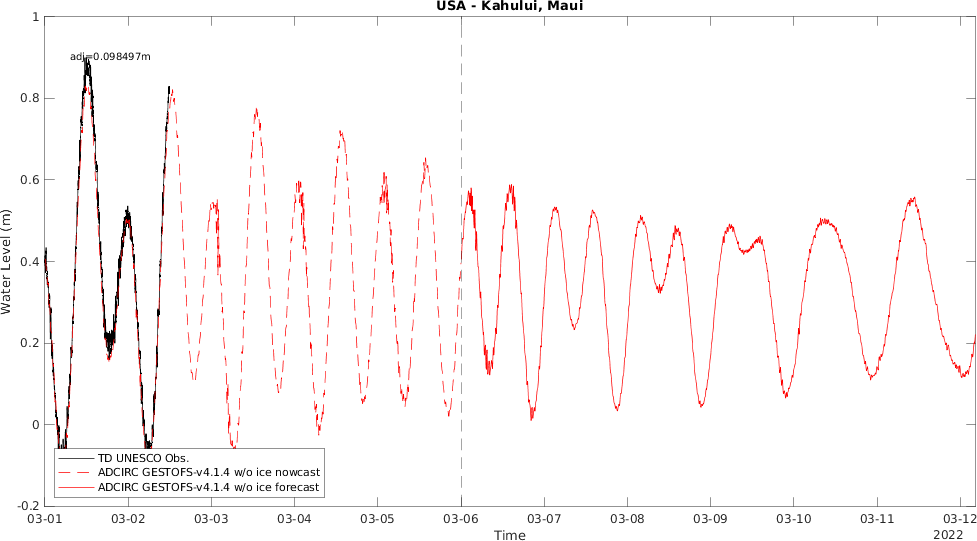 USA - Kahului, Maui
adj=0.098497m
Water Level (m)
1
0.8
0.6
0.4
0.2
0
-0.2
TD UNESCO Obs.
ADCIRC GESTOFS-v4.1.4 w/o ice nowcast
ADCIRC GESTOFS-v4.1.4 w/o ice forecast
03-01 03-02 03-03 03-04 03-05 03-06 03-07 03-08 03-09 03-10 03-11 03-12
Time
2022